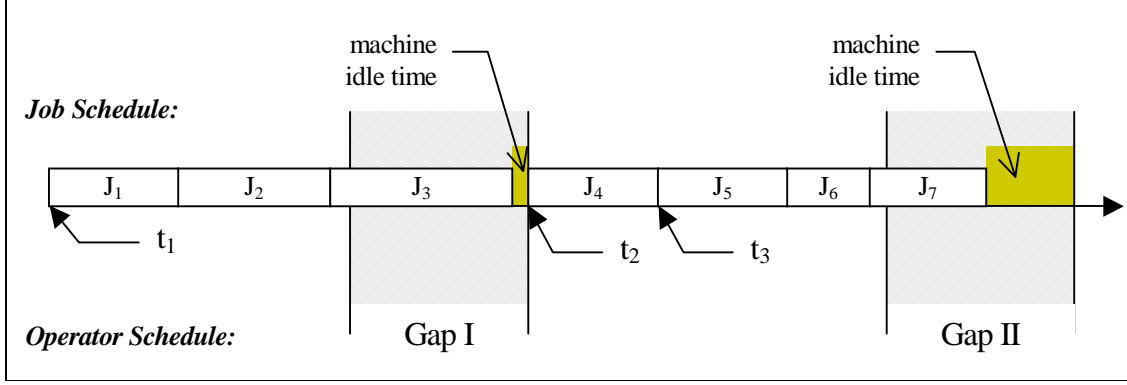 machine
idle time
machine
idle time
Job Schedule:
J1 J2 J3 J4 J5 J6 J7
t1 t2 t3
Operator Schedule: Gap I Gap II